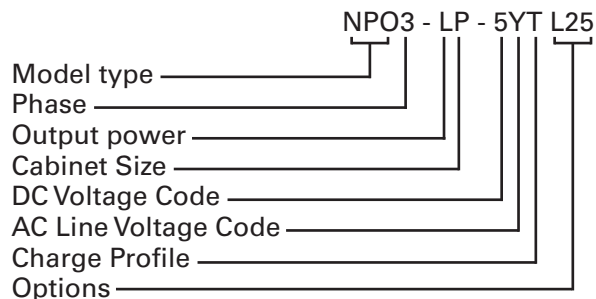 NPO3 - LP - 5YT L25
Model type
Phase
Output power
Cabinet Size
DC Voltage Code
AC Line Voltage Code
Charge Profile
Options